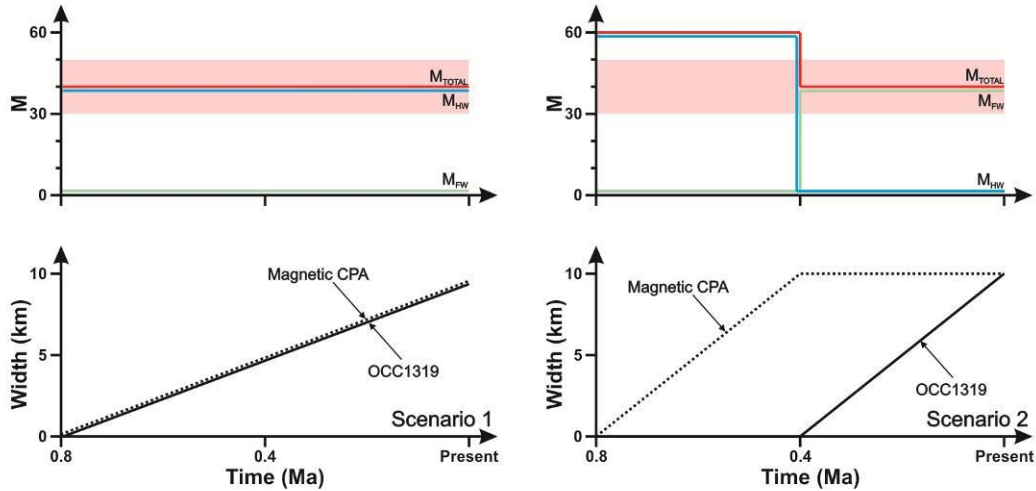 60
30
0
M
M_TOTAL
M_HW
M_FW
60
30
0
M
M_TOTAL
M_FW
M_HW
10
5
0
Width (km)
Magnetic CPA
OCC1319
Scenario 1
0.8
0.4
Present
Time (Ma)
10
5
0
Width (km)
Magnetic CPA
OCC1319
Scenario 2
0.8
0.4
Present
Time (Ma)